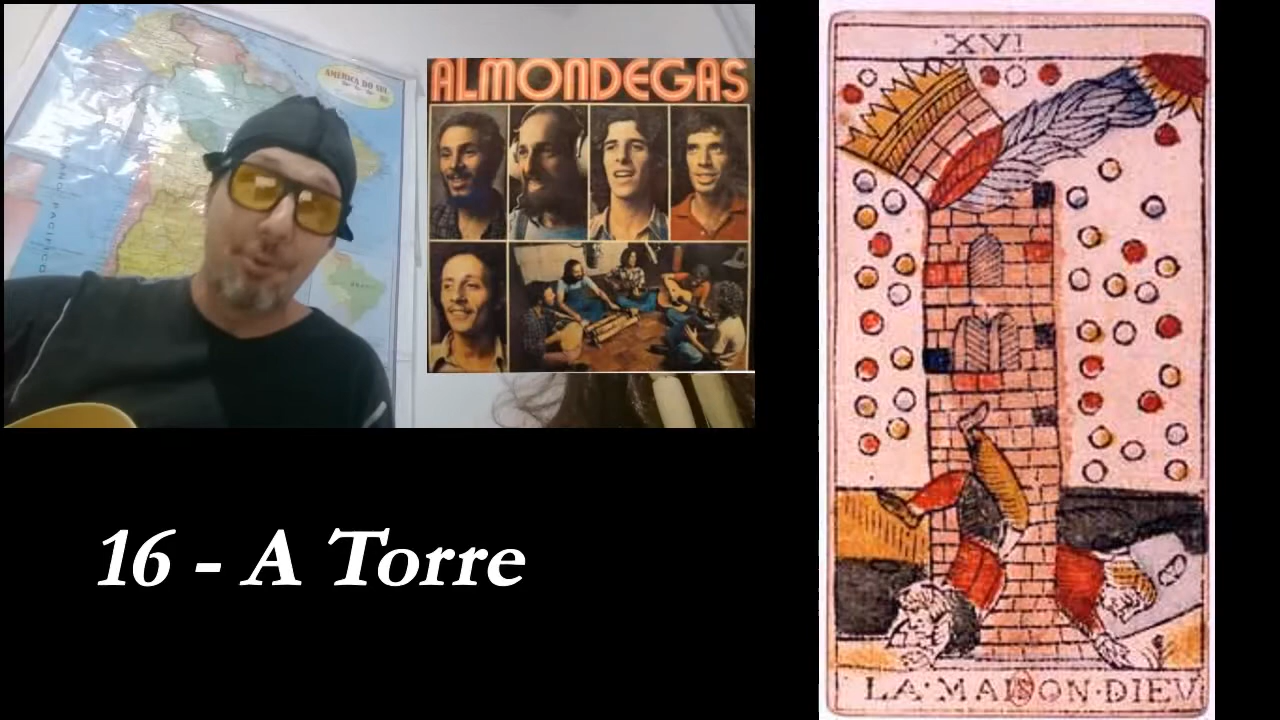 AMÉRICA DO SUL
ALMONDEGAS
16 - A Torre
XVI
LA·MAISON·DIEV